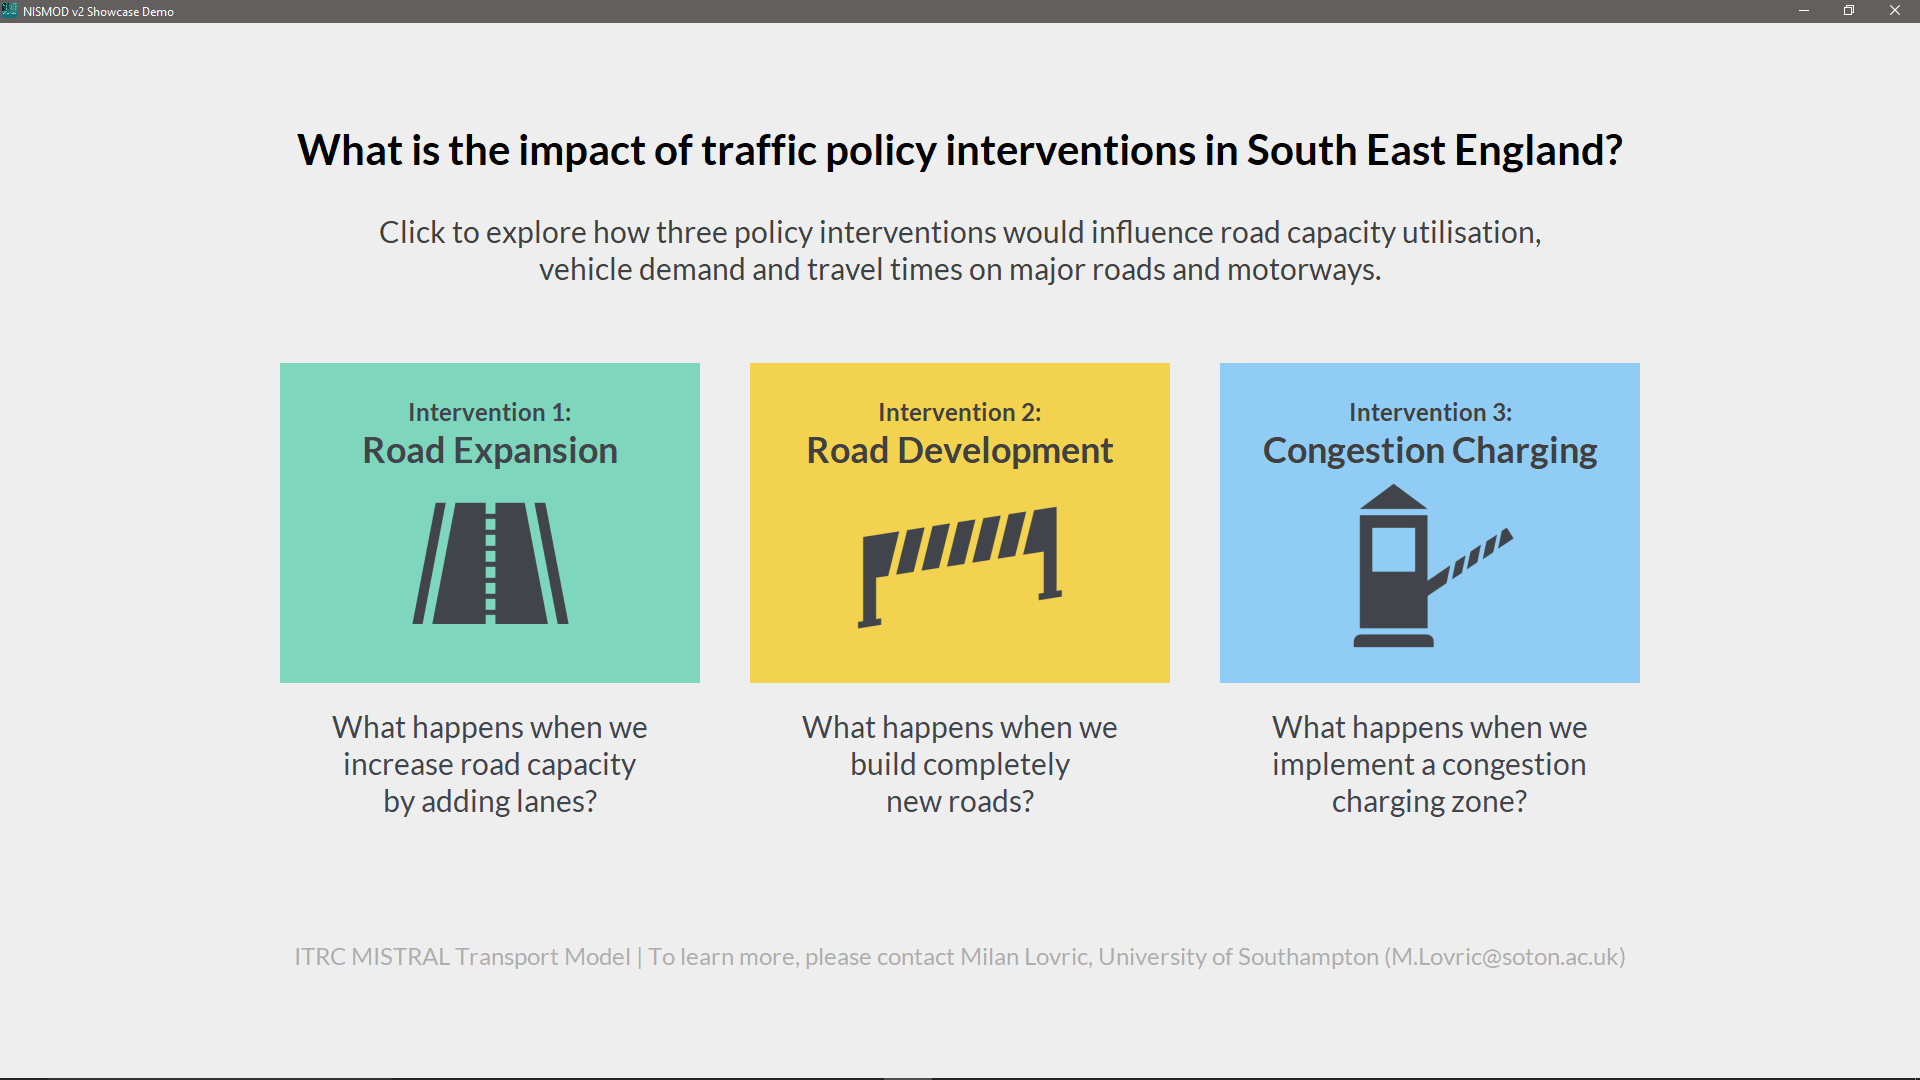 NISMOD v2 Showcase Demo
What is the impact of traffic policy interventions in South East England?
Click to explore how three policy interventions would influence road capacity utilisation,
vehicle demand and travel times on major roads and motorways.
Intervention 1:
Road Expansion
What happens when we
increase road capacity
by adding lanes?
Intervention 2:
Road Development
What happens when we
build completely
new roads?
Intervention 3:
Congestion Charging
What happens when we
implement a congestion
charging zone?
ITRC MISTRAL Transport Model | To learn more, please contact Milan Lovric, University of Southampton (M.Lovric@soton.ac.uk)